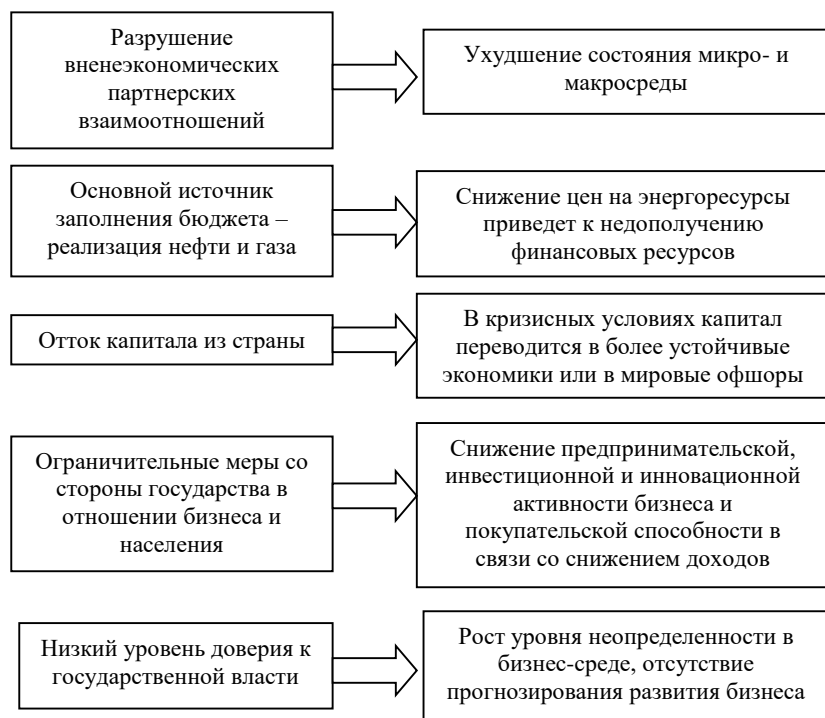 Разрушение
вненеэкономических
партнерских
взаимоотношений
Ухудшение состояния микро- и
макросреды
Основной источник
заполнения бюджета –
реализация нефти и газа
Снижение цен на энергоресурсы
приведет к недополучению
финансовых ресурсов
Отток капитала из страны
В кризисных условиях капитал
переводится в более устойчивые
экономики или в мировые офшоры
Ограничительные меры со
стороны государства в
отношении бизнеса и
населения
Снижение предпринимательской,
инвестиционной и инновационной
активности бизнеса и
покупательской способности в
связи со снижением доходов
Низкий уровень доверия к
государственной власти
Рост уровня неопределенности в
бизнес-среде, отсутствие
прогнозирования развития бизнеса